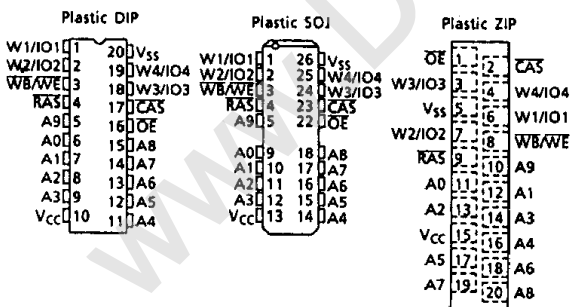 Plastic DIP
W1/IO1 1 20 VSS
W2/IO2 2 19 W4/IO4
WB/WE 3 18 W3/IO3
RAS 4 17 CAS
A9 5 16 OE
A0 6 15 A8
A1 7 14 A7
A2 8 13 A6
A3 9 12 A5
VCC 10 11 A4
Plastic SOJ
W1/IO1 1 26 VSS
W2/IO2 2 25 W4/IO4
WB/WE 3 24 W3/IO3
RAS 4 23 CAS
A9 5 22 OE
A0 9 18 A8
A1 10 17 A7
A2 11 16 A6
A3 12 15 A5
VCC 13 14 A4
Plastic ZIP
OE 1
2 CAS
W3/IO3 3
4 W4/IO4
VSS 5
6 W1/IO1
W2/IO2 7
8 WB/WE
RAS 9
10 A9
A0 11
12 A1
A2 13
14 A3
VCC 15
16 A4
A5 17
18 A6
A7 19
20 A8